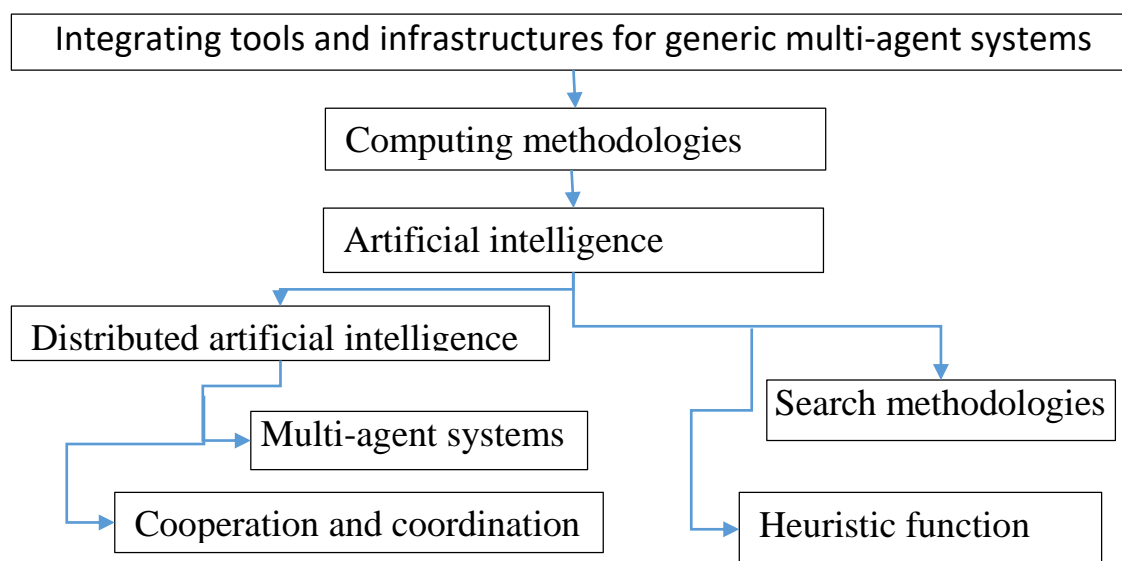 Integrating tools and infrastructures for generic multi-agent systems
Computing methodologies
Artificial intelligence
Distributed artificial intelligence
Search methodologies
Multi-agent systems
Cooperation and coordination
Heuristic function